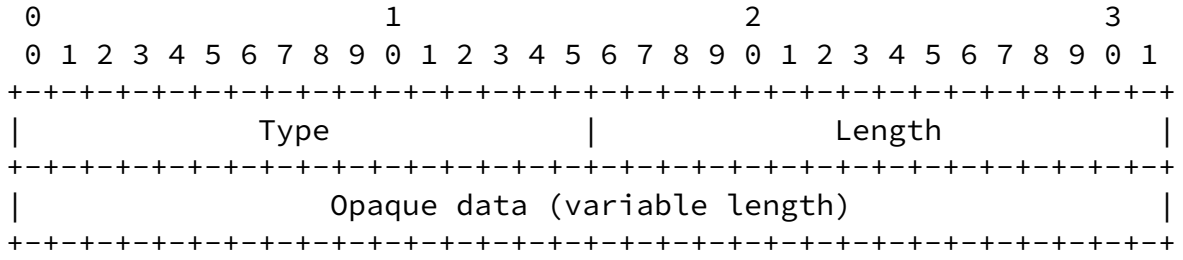 0                   1                   2                   3
 0 1 2 3 4 5 6 7 8 9 0 1 2 3 4 5 6 7 8 9 0 1 2 3 4 5 6 7 8 9 0 1
+-+-+-+-+-+-+-+-+-+-+-+-+-+-+-+-+-+-+-+-+-+-+-+-+-+-+-+-+-+-+-+-+
|             Type              |             Length            |
+-+-+-+-+-+-+-+-+-+-+-+-+-+-+-+-+-+-+-+-+-+-+-+-+-+-+-+-+-+-+-+-+
|                 Opaque data (variable length)                 |
+-+-+-+-+-+-+-+-+-+-+-+-+-+-+-+-+-+-+-+-+-+-+-+-+-+-+-+-+-+-+-+-+